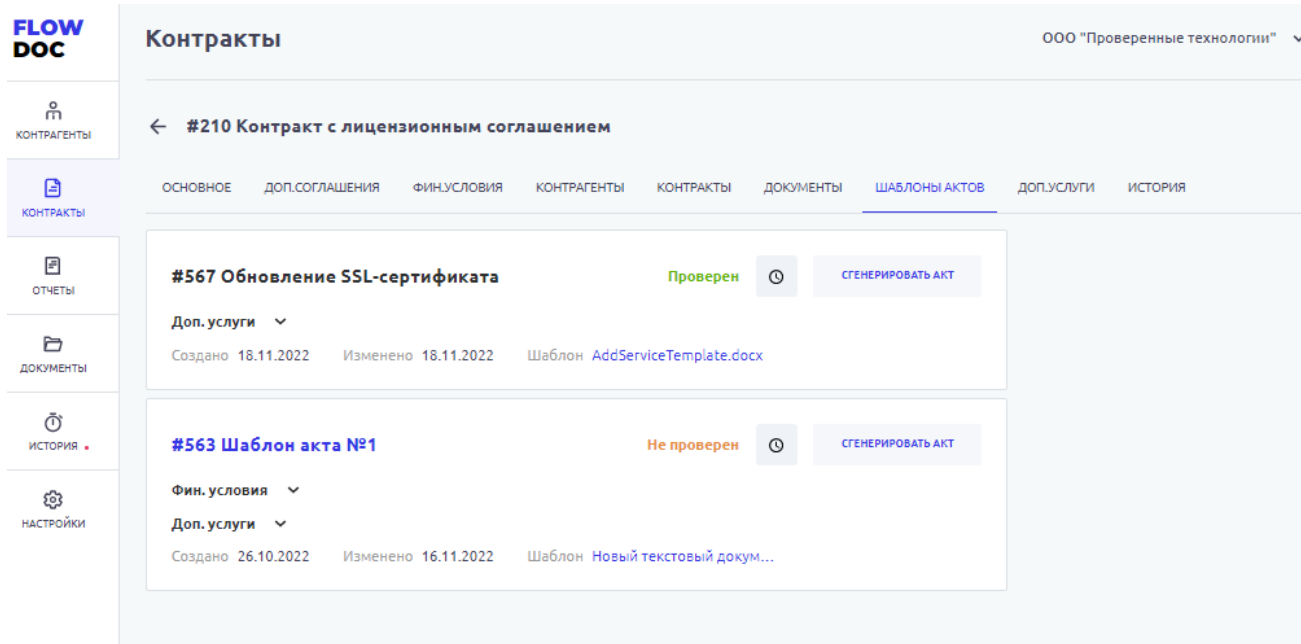 FLOW
DOC
Контракты
ООО "Проверенные технологии"
КОНТРАГЕНТЫ
КОНТРАКТЫ
ОТЧЕТЫ
ДОКУМЕНТЫ
ИСТОРИЯ
НАСТРОЙКИ
#210 Контракт с лицензионным соглашением
ОСНОВНОЕ ДОП.СОГЛАШЕНИЯ ФИН.УСЛОВИЯ КОНТРАГЕНТЫ КОНТРАКТЫ ДОКУМЕНТЫ ШАБЛОНЫ АКТОВ ДОП.УСЛУГИ ИСТОРИЯ
#567 Обновление SSL-сертификата Проверен СГЕНЕРИРОВАТЬ АКТ
Доп. услуги
Создано 18.11.2022 Изменено 18.11.2022 Шаблон AddServiceTemplate.docx
#563 Шаблон акта №1 Не проверен СГЕНЕРИРОВАТЬ АКТ
Фин. условия
Доп. услуги
Создано 26.10.2022 Изменено 16.11.2022 Шаблон Новый текстовый докум...